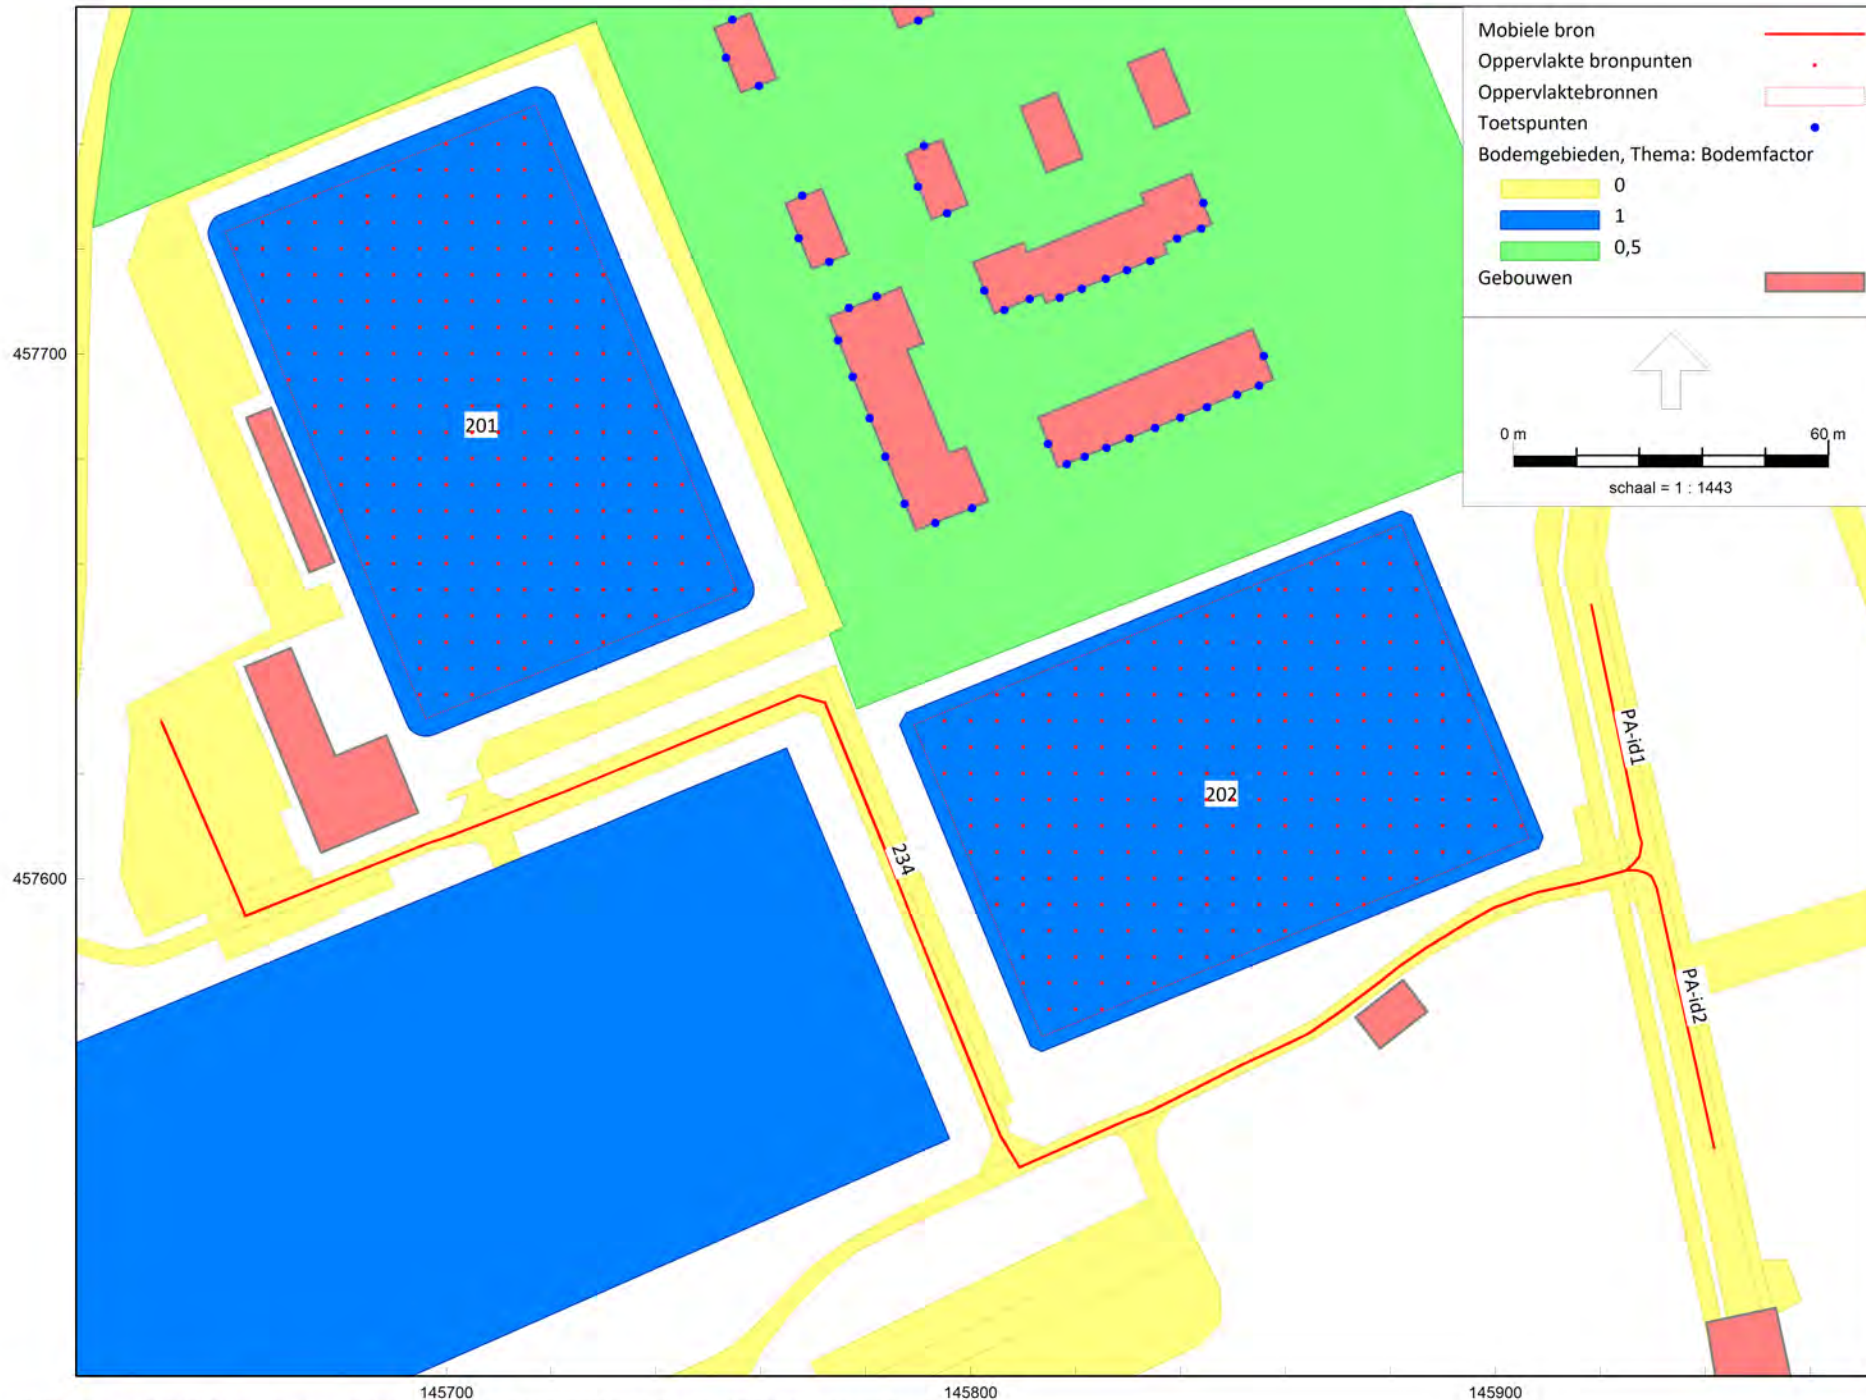 Mobiele bron
Oppervlakte bronpunten
Oppervlaktebronnen
Toetspunten
Bodemgebieden, Thema: Bodemfactor
0
1
0,5
Gebouwen
0 m 60 m
schaal = 1 : 1443
457700
457600
201
202
234
PA-id1
PA-id2
145700 145800 145900